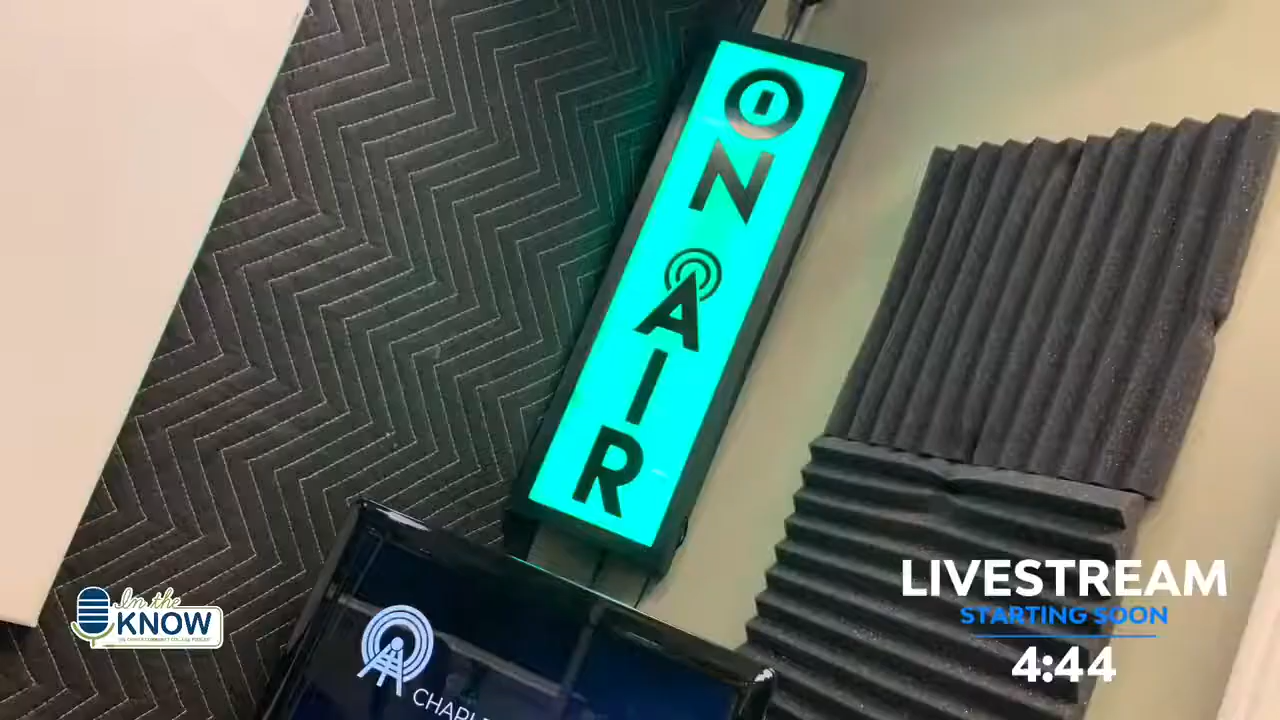 ON
AIR
In the
KNOW
LIVESTREAM
STARTING SOON
4:44